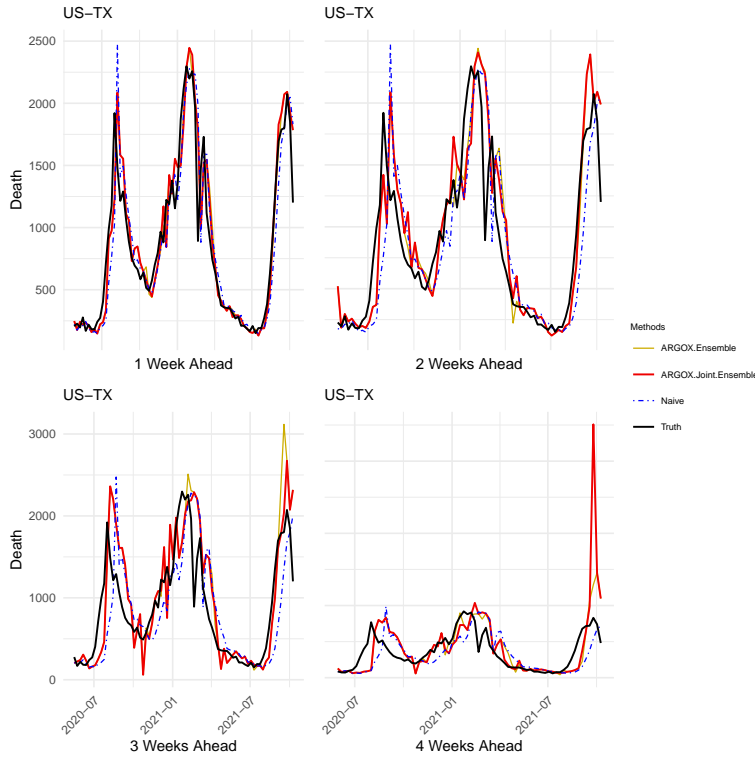 US−TX
US−TX
2500
2000
1500
1000
500
Death
1 Week Ahead
2 Weeks Ahead
Methods
ARGOX.Ensemble
ARGOX.Joint.Ensemble
Naive
Truth
US−TX
US−TX
3000
2000
1000
0
Death
2020−07
2021−01
2021−07
2020−07
2021−01
2021−07
3 Weeks Ahead
4 Weeks Ahead